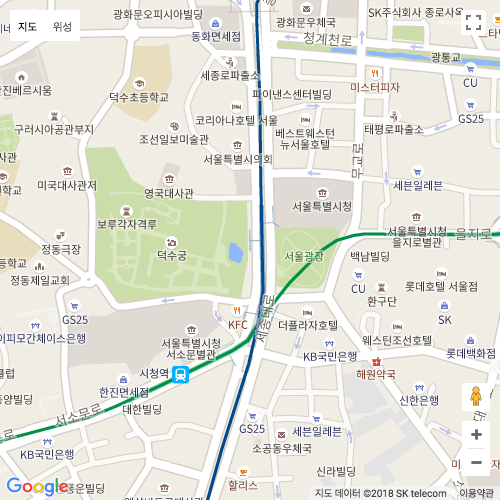 광화문오피시아빌딩
광화문우체국
SK주식회사 종로사옥
지도
위성
동화면세점
청계천로
광통교
세종로파출소
한진베르시움
덕수초등학교
파이낸스센터빌딩
미스터피자
CU
코리아나호텔 서울
GS25
구러시아공관부지
조선일보미술관
베스트웨스턴
뉴서울호텔
태평로파출소
서울특별시의회
무교로
미국대사관저
영국대사관
세븐일레븐
서울특별시청
보루각자격루
서울특별시청
을지로별관
을지로
정동극장
덕수궁
서울광장
백남빌딩
정동제일교회
CU
롯데호텔 서울점
환구단
GS25
KFC
세종대로
더플라자호텔
SK
서울특별시청
서소문별관
웨스틴조선호텔
KB국민은행
롯데백화점
시청역
해원약국
한진면세점
신한은행
서소문로
태한빌딩
GS25
세븐일레븐
KB국민은행
소공동우체국
신라빌딩
할리스
Google
지도 데이터 ©2018 SK telecom
이용약관